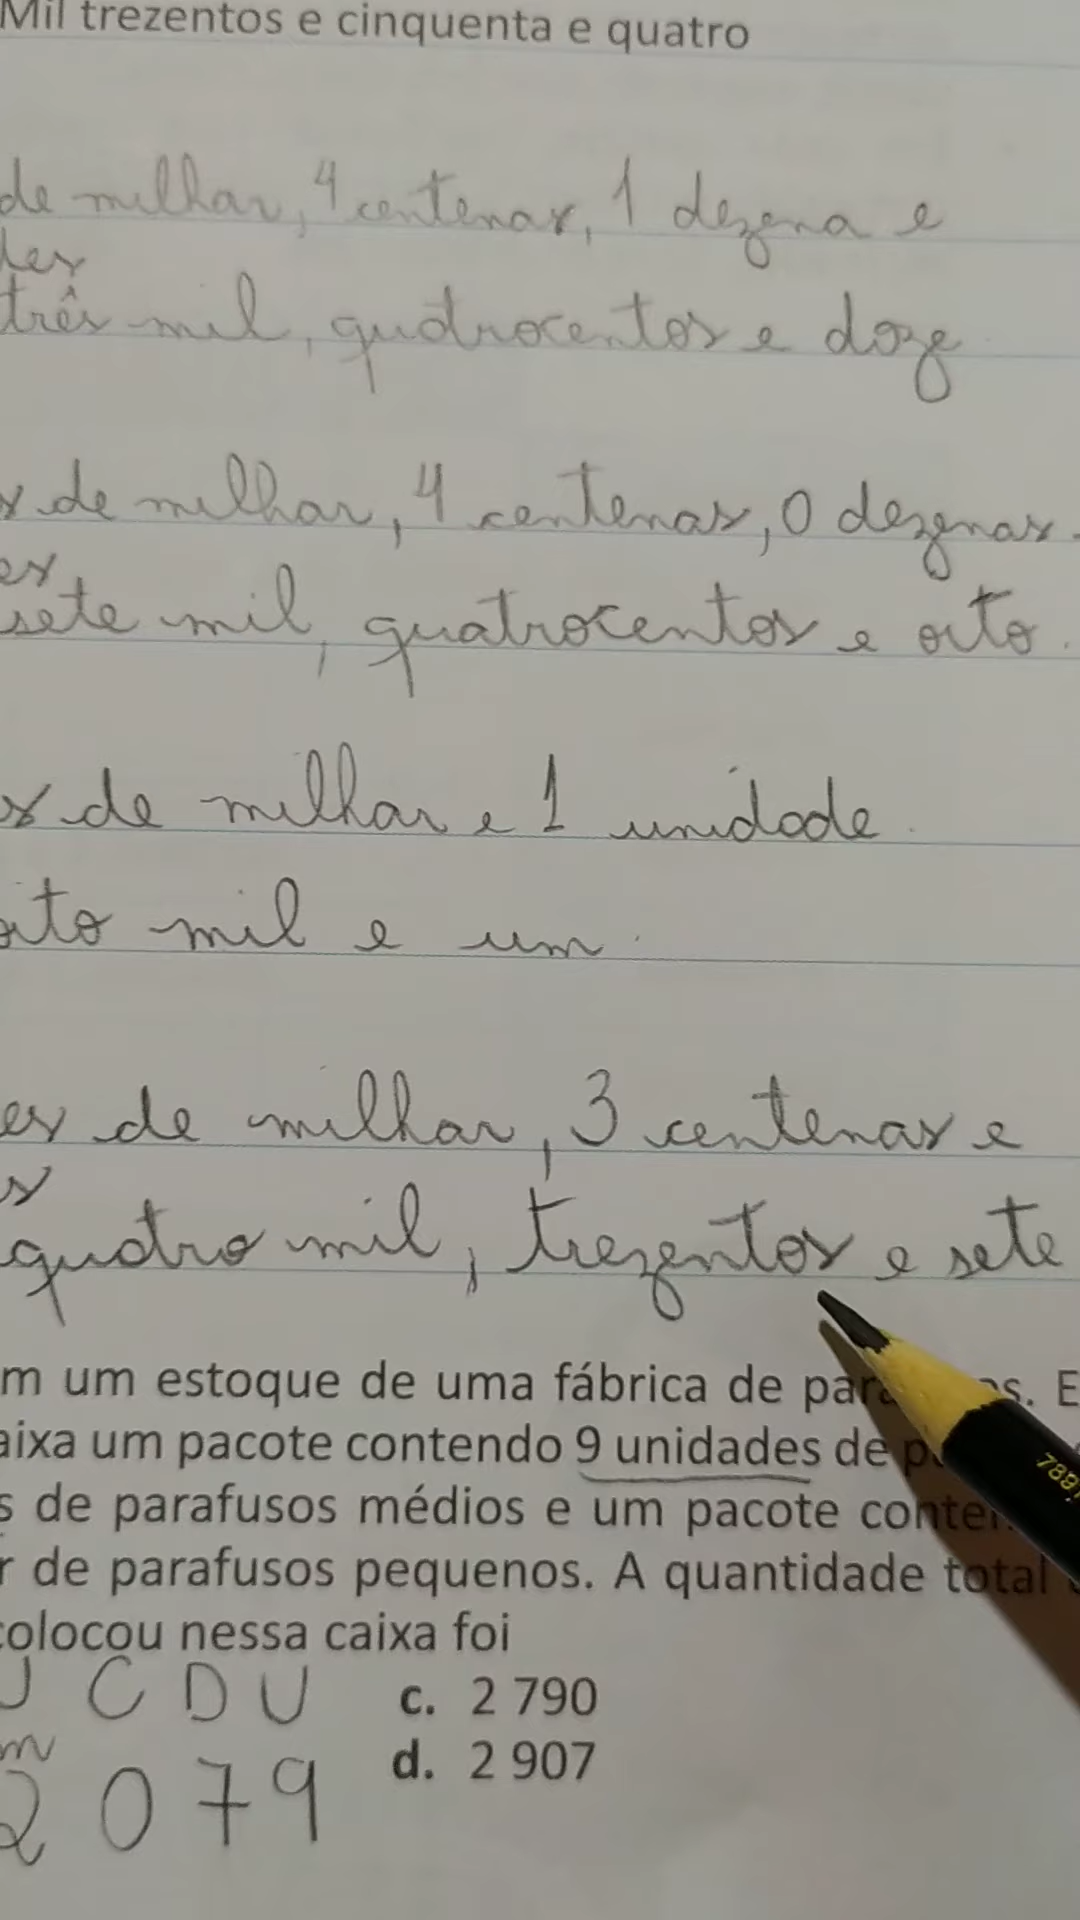 Mil trezentos e cinquenta e quatro
de milhar, 4 centenas, 1 dezena e
des
três mil, quatrocentos e doze
s de milhar, 4 centenas, 0 dezenas
es
sete mil, quatrocentos e oito.
s de milhar e 1 unidade.
oito mil e um.
es de milhar, 3 centenas e
s
quatro mil, trezentos e sete
m um estoque de uma fábrica de par s. E
aixa um pacote contendo 9 unidades de p
s de parafusos médios e um pacote conten
r de parafusos pequenos. A quantidade total
colocou nessa caixa foi
U C D U
m
2 0 7 9
c. 2 790
d. 2 907
7891